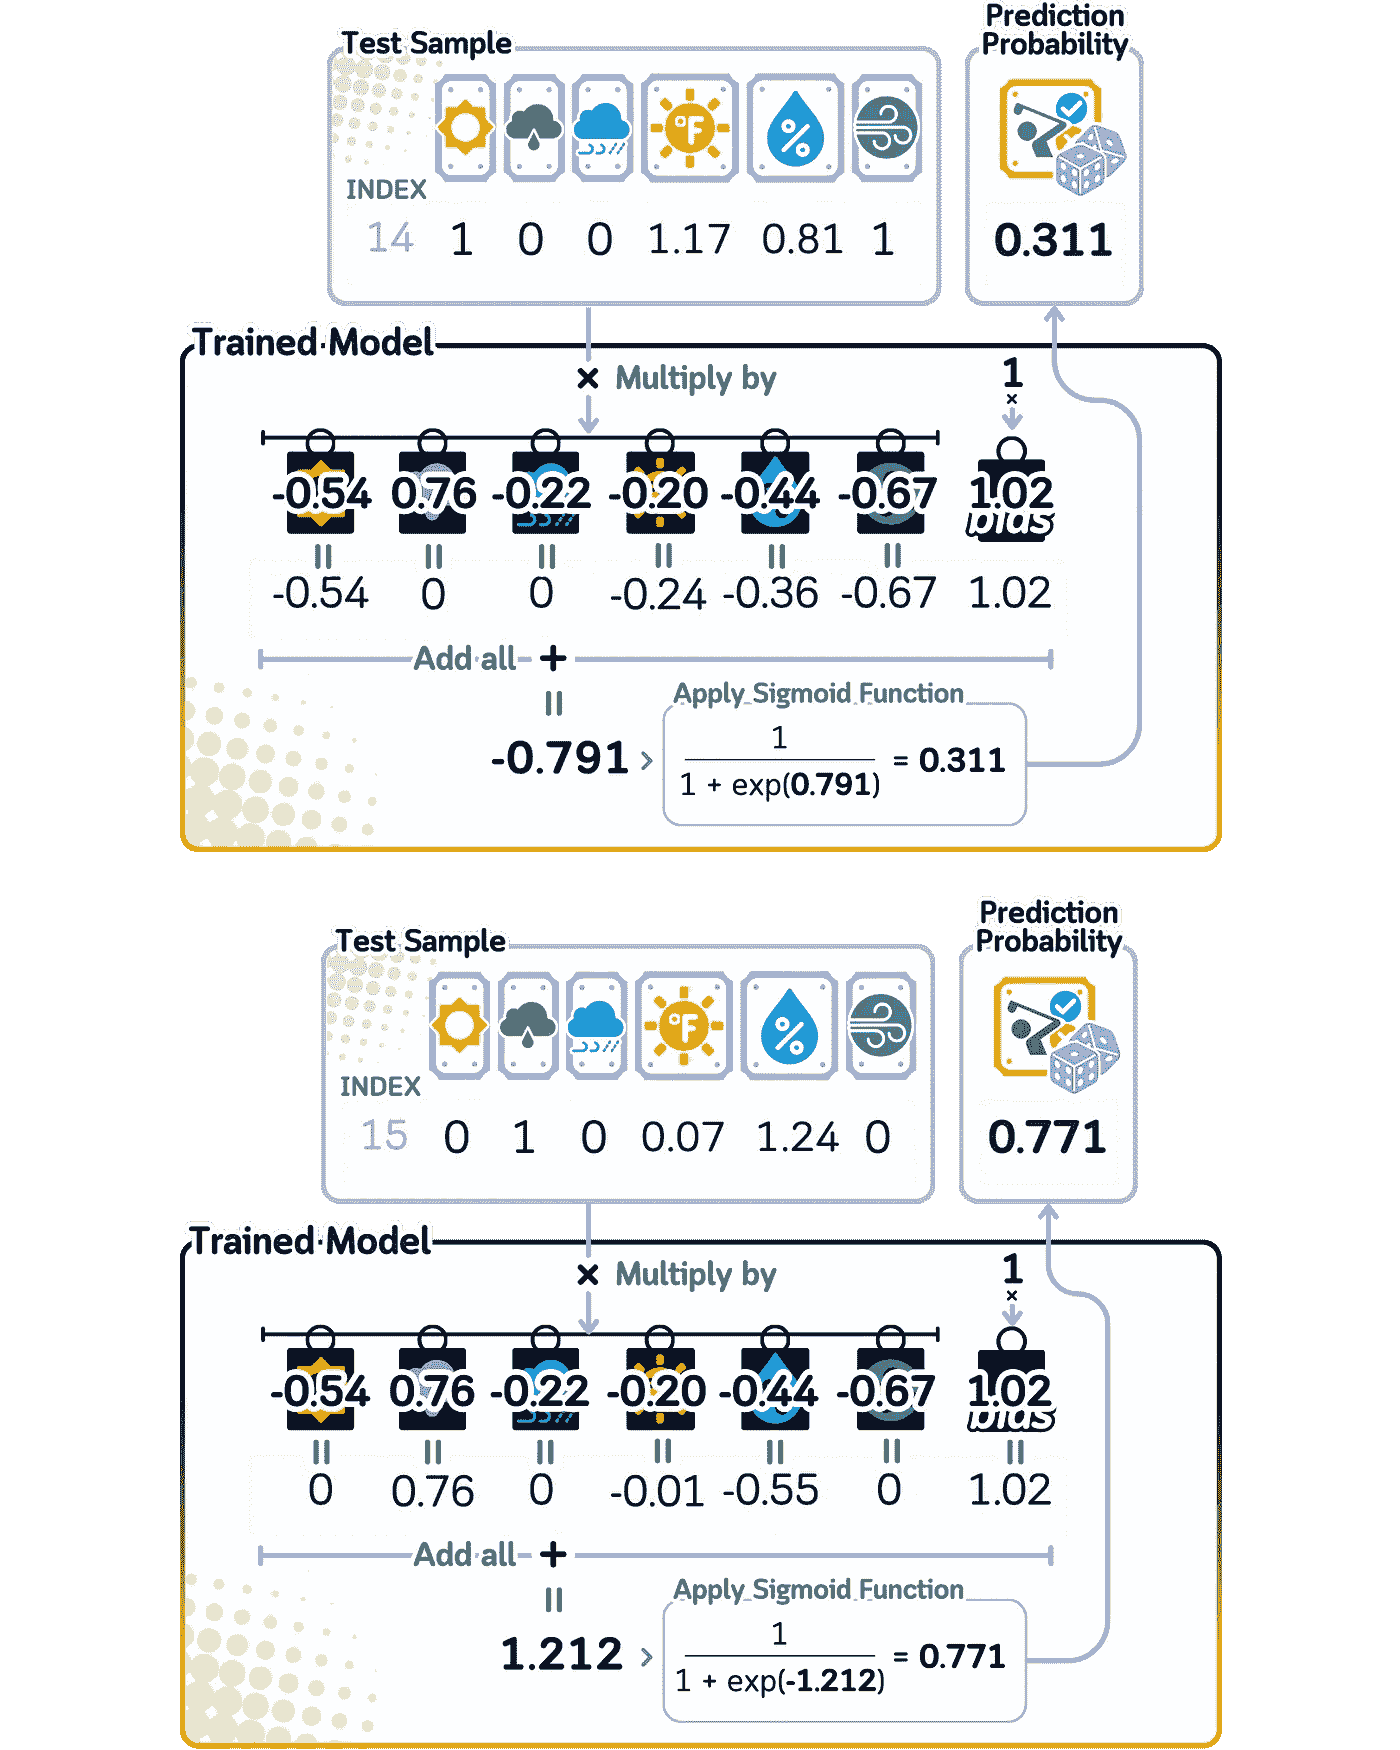 Prediction
Test Sample Probability
°F %
INDEX
14 1 0 0 1.17 0.81 1 0.311
Trained Model
× Multiply by 1
×
-0.54 0.76 -0.22 -0.20 -0.44 -0.67 1.02
bias
= = = = = =
-0.54 0 0 -0.24 -0.36 -0.67 1.02
Add all +
=
Apply Sigmoid Function
-0.791 > 1 / 1 + exp(0.791) = 0.311
Prediction
Test Sample Probability
°F %
INDEX
15 0 1 0 0.07 1.24 0 0.771
Trained Model
× Multiply by 1
×
-0.54 0.76 -0.22 -0.20 -0.44 -0.67 1.02
bias
= = = = = = =
0 0.76 0 -0.01 -0.55 0 1.02
Add all +
=
Apply Sigmoid Function
1.212 > 1 / 1 + exp(-1.212) = 0.771